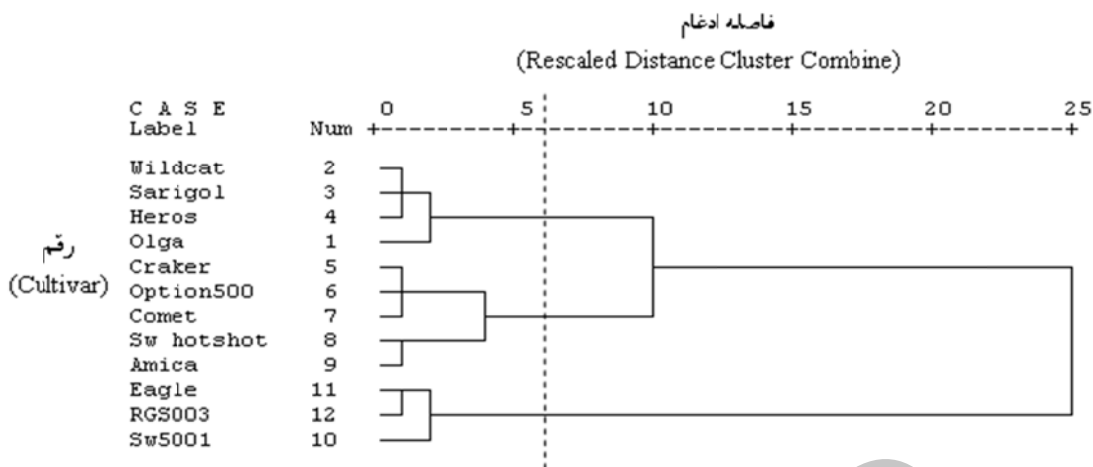 فاصله ادغام
(Rescaled Distance Cluster Combine)
C A S E 0 5 10 15 20 25
Label Num
Wildcat 2
Sarigol 3
Heros 4
Olga 1
Craker 5
Option500 6
Comet 7
Sw hotshot 8
Amica 9
Eagle 11
RGS003 12
Sw5001 10
رقم
(Cultivar)